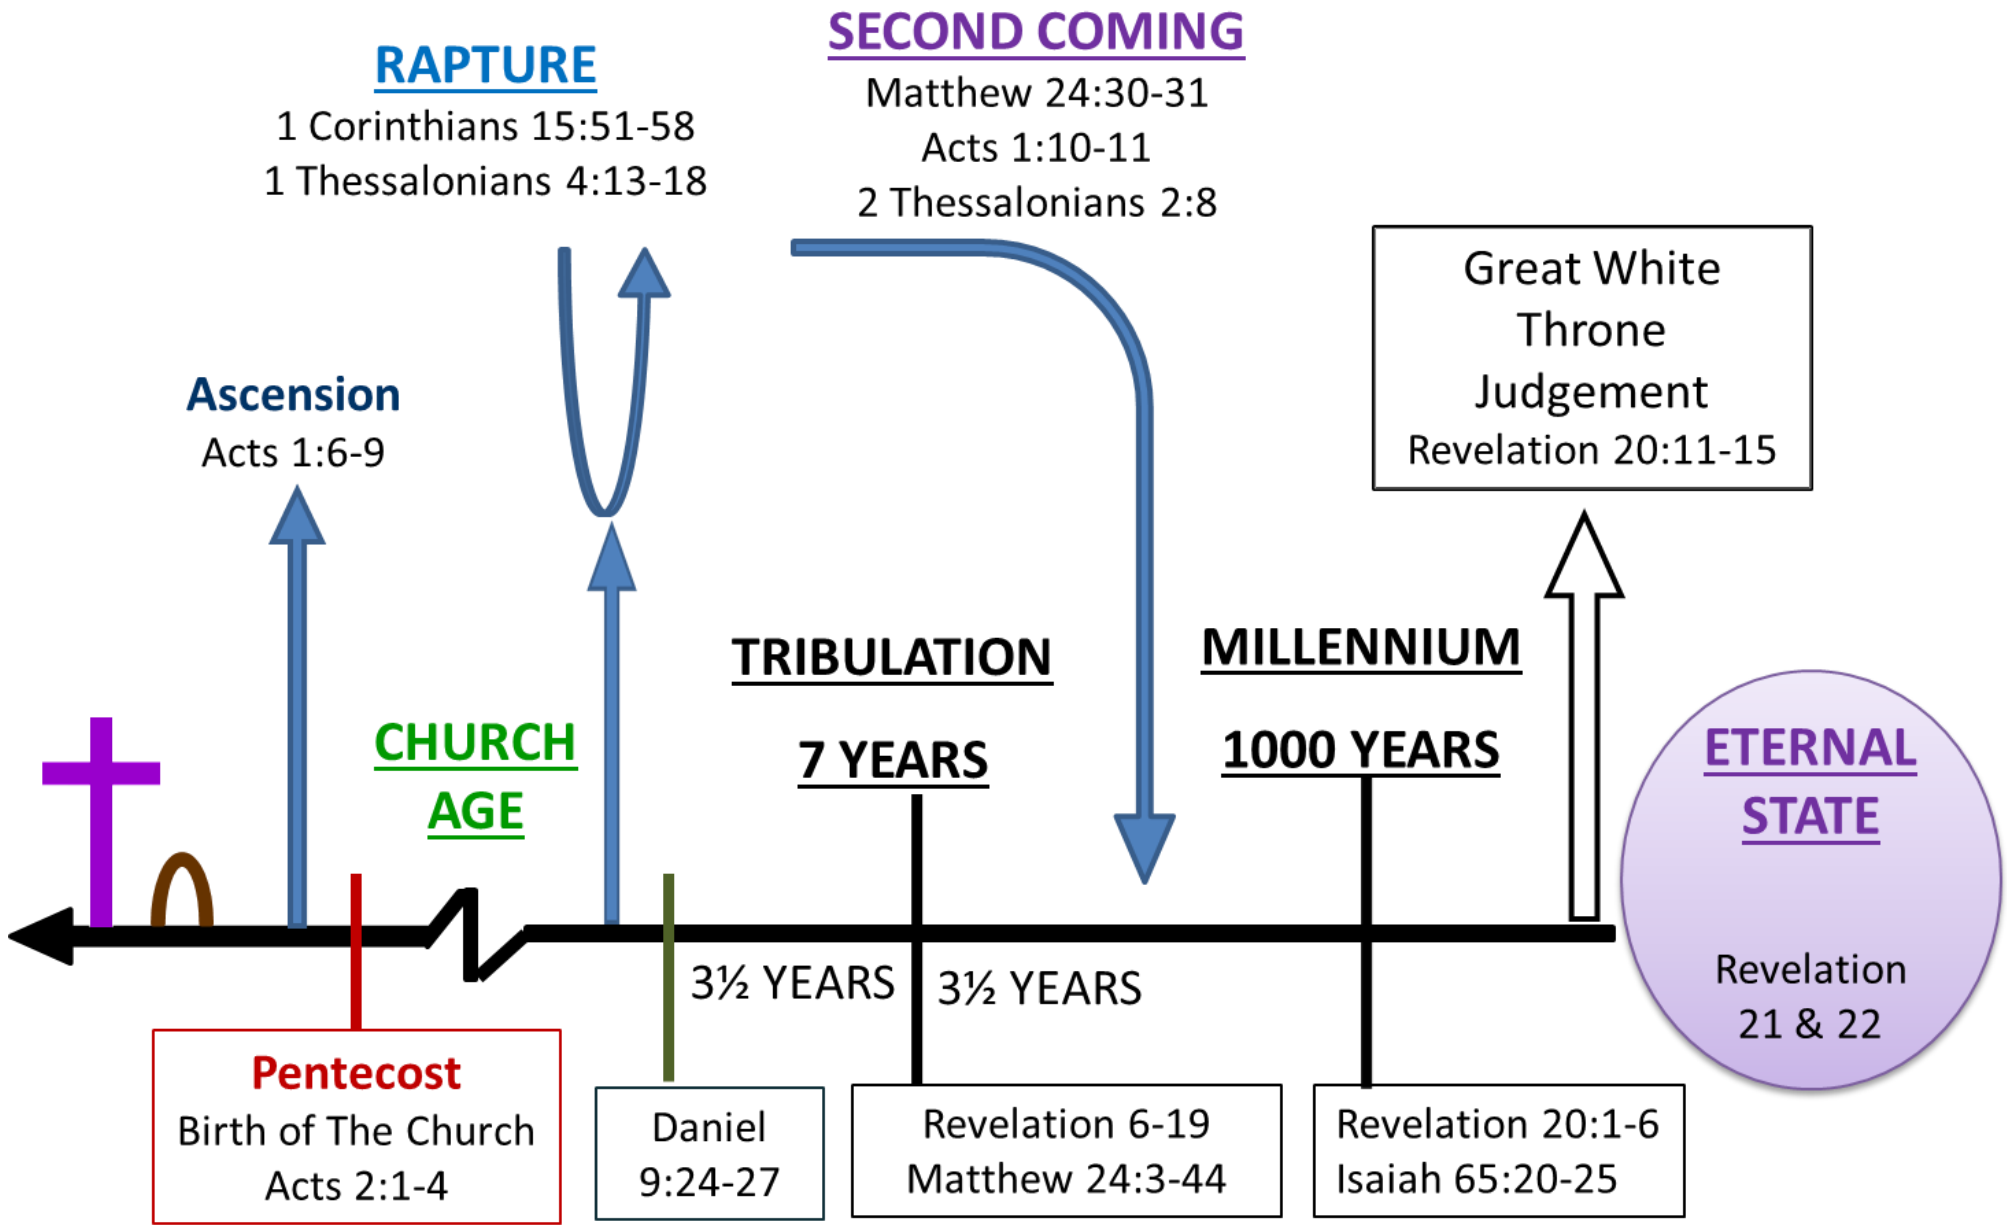 RAPTURE
1 Corinthians 15:51-58
1 Thessalonians 4:13-18
SECOND COMING
Matthew 24:30-31
Acts 1:10-11
2 Thessalonians 2:8
Great White
Throne
Judgement
Revelation 20:11-15
Ascension
Acts 1:6-9
CHURCH
AGE
TRIBULATION
7 YEARS
MILLENNIUM
1000 YEARS
ETERNAL
STATE
Revelation
21 & 22
3½ YEARS
3½ YEARS
Pentecost
Birth of The Church
Acts 2:1-4
Daniel
9:24-27
Revelation 6-19
Matthew 24:3-44
Revelation 20:1-6
Isaiah 65:20-25